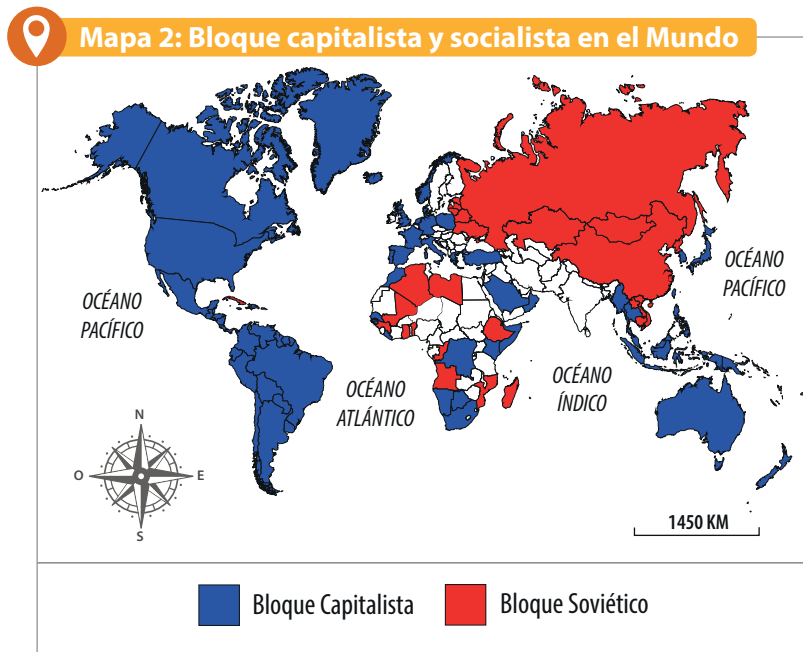 Mapa 2: Bloque capitalista y socialista en el Mundo
OCÉANO
PACÍFICO
OCÉANO
ATLÁNTICO
OCÉANO
ÍNDICO
OCÉANO
PACÍFICO
N
O
E
S
1450 KM
Bloque Capitalista
Bloque Soviético